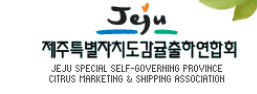 Jeju
제주특별자치도감귤출하연합회
JEJU SPECIAL SELF-GOVERNING PROVINCE
CITRUS MARKETING & SHIPPING ASSOCIATION